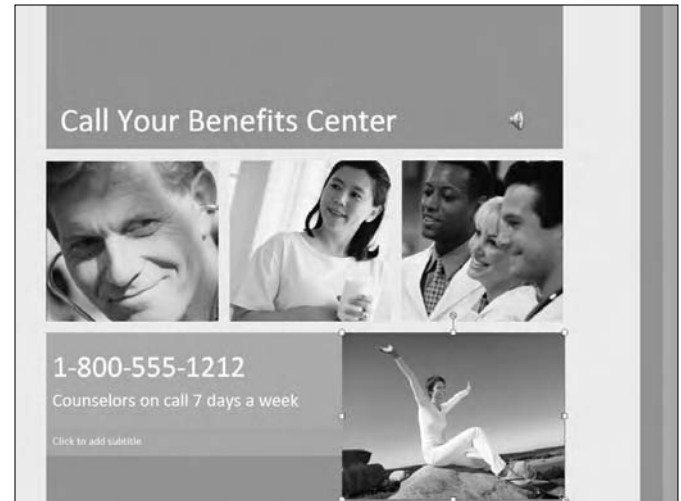 Call Your Benefits Center
1-800-555-1212
Counselors on call 7 days a week
Click to add subtitle